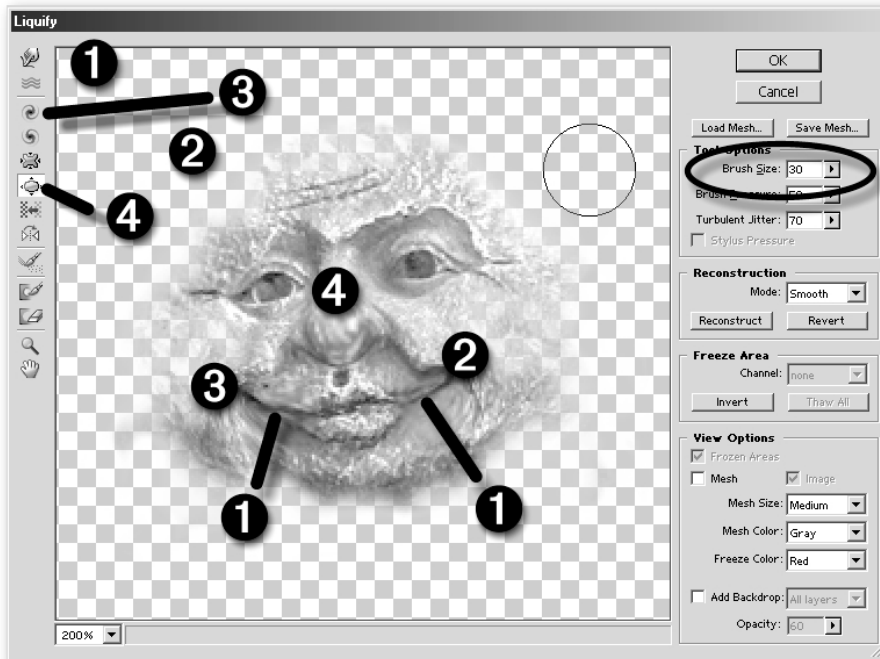 Liquify
1
3
2
4
4
2
3
1
1
200%
OK
Cancel
Load Mesh...
Save Mesh...
Tool Options
Brush Size: 30
Brush Pressure: 50
Turbulent Jitter: 70
Stylus Pressure
Reconstruction
Mode: Smooth
Reconstruct
Revert
Freeze Area
Channel: none
Invert
Thaw All
View Options
Frozen Areas
Mesh
Image
Mesh Size: Medium
Mesh Color: Gray
Freeze Color: Red
Add Backdrop: All layers
Opacity: 60